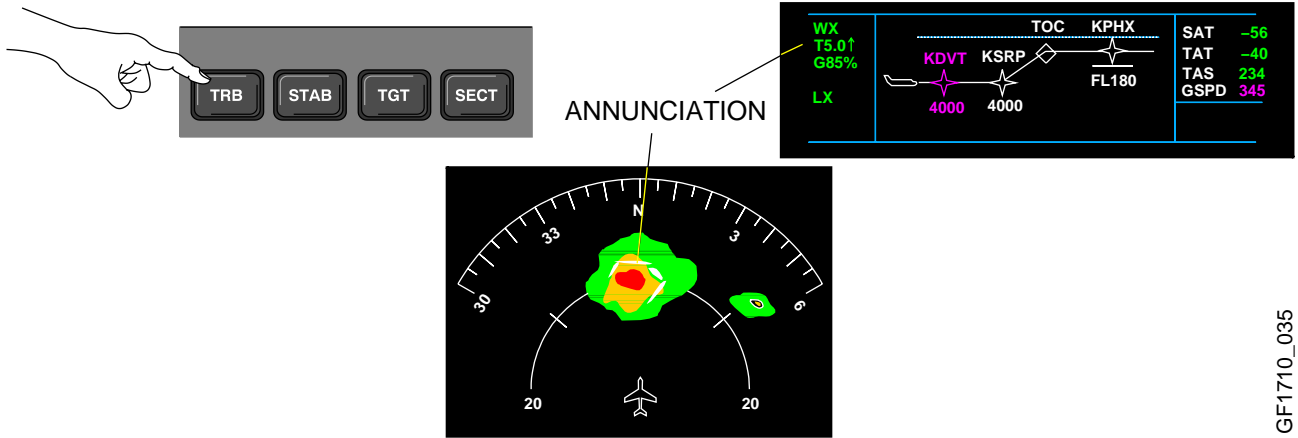 TRB STAB TGT SECT
ANNUNCIATION
WX
T5.0↑
G85%
LX
TOC KPHX
KDVT KSRP
FL180
4000 4000
SAT −56
TAT −40
TAS 234
GSPD 345
N
33 3
30 6
20 20
GF1710_035